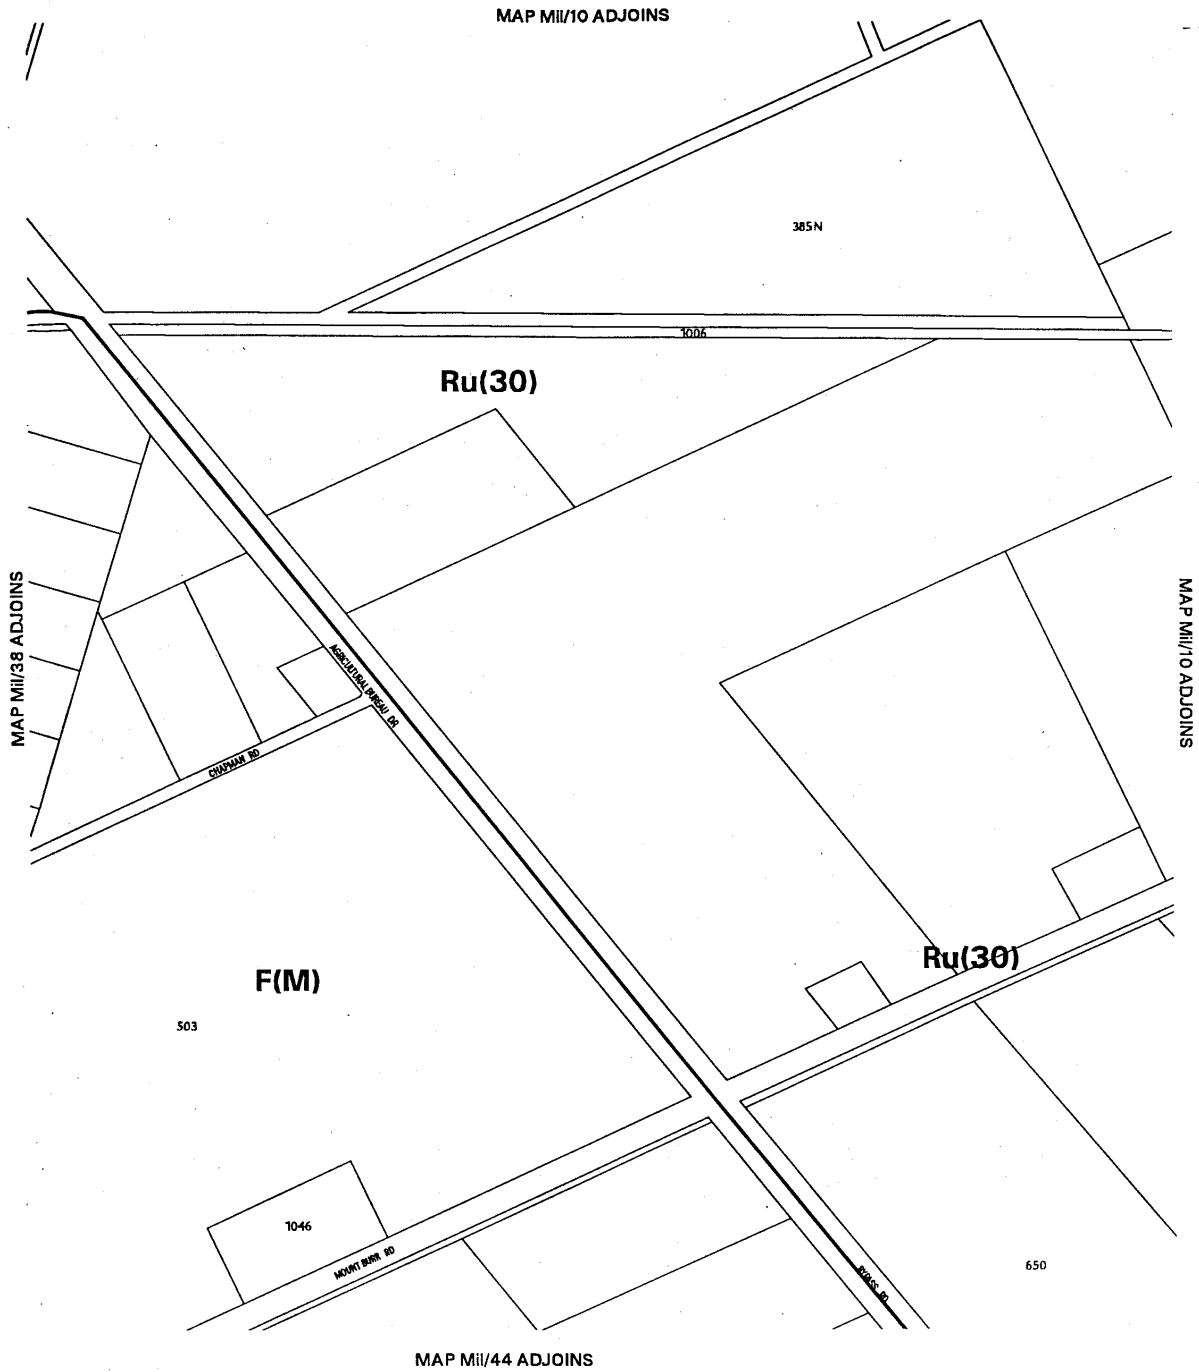 MAP Mil/10 ADJOINS
385N
1006
Ru(30)
MAP Mil/38 ADJOINS
MAP Mil/10 ADJOINS
AGRICULTURAL BUREAU DR
CHAPMAN RD
Ru(30)
F(M)
503
1046
MOUNT BURR RD
650
BYPASS RD
MAP Mil/44 ADJOINS